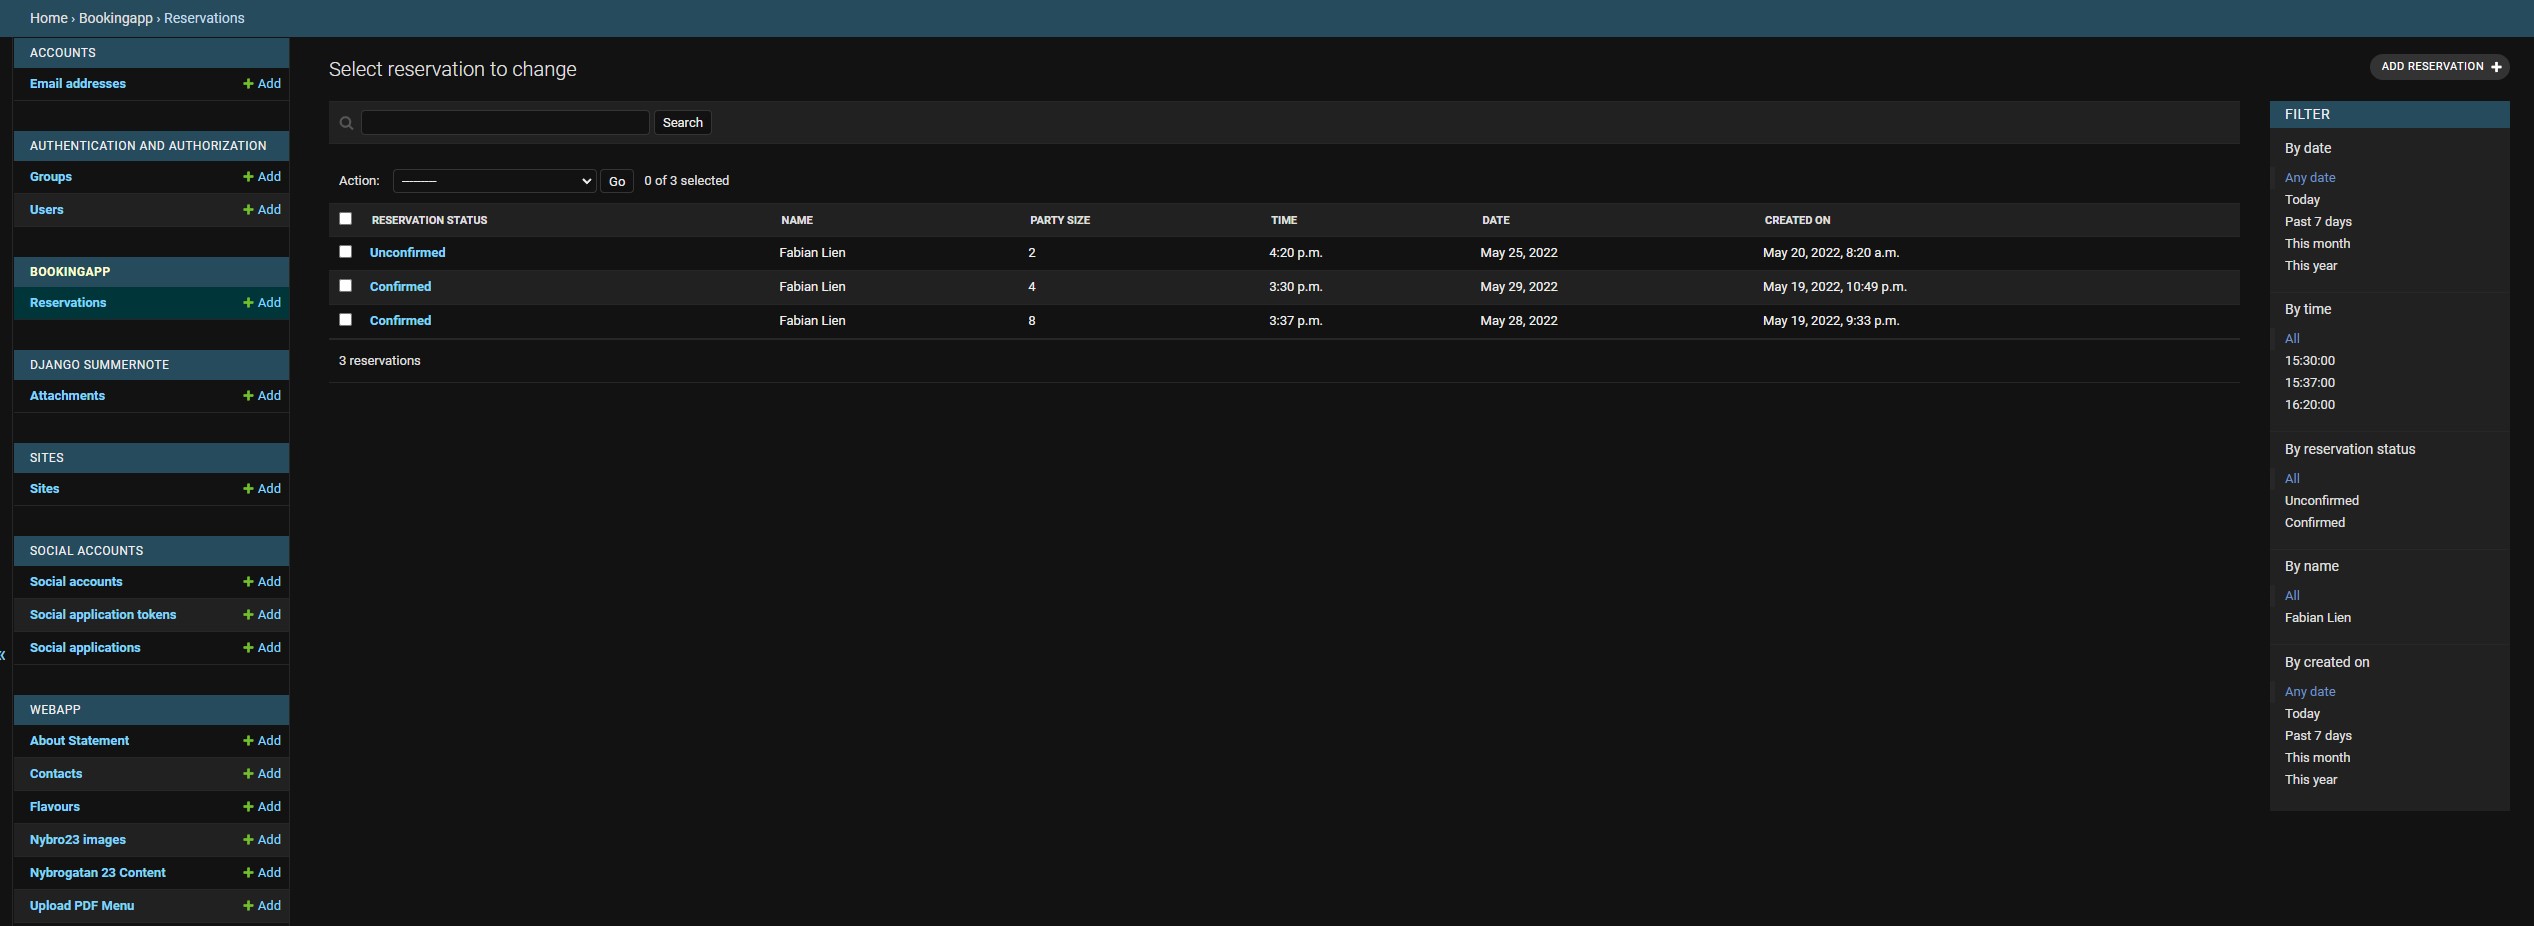 Home › Bookingapp › Reservations
ACCOUNTS
Email addresses Add
AUTHENTICATION AND AUTHORIZATION
Groups Add
Users Add
BOOKINGAPP
Reservations Add
DJANGO SUMMERNOTE
Attachments Add
SITES
Sites Add
SOCIAL ACCOUNTS
Social accounts Add
Social application tokens Add
Social applications Add
WEBAPP
About Statement Add
Contacts Add
Flavours Add
Nybro23 images Add
Nybrogatan 23 Content Add
Upload PDF Menu Add
«
Select reservation to change
ADD RESERVATION
Search
Action: --------- Go 0 of 3 selected
RESERVATION STATUS NAME PARTY SIZE TIME DATE CREATED ON
Unconfirmed Fabian Lien 2 4:20 p.m. May 25, 2022 May 20, 2022, 8:20 a.m.
Confirmed Fabian Lien 4 3:30 p.m. May 29, 2022 May 19, 2022, 10:49 p.m.
Confirmed Fabian Lien 8 3:37 p.m. May 28, 2022 May 19, 2022, 9:33 p.m.
3 reservations
FILTER
By date
Any date
Today
Past 7 days
This month
This year
By time
All
15:30:00
15:37:00
16:20:00
By reservation status
All
Unconfirmed
Confirmed
By name
All
Fabian Lien
By created on
Any date
Today
Past 7 days
This month
This year